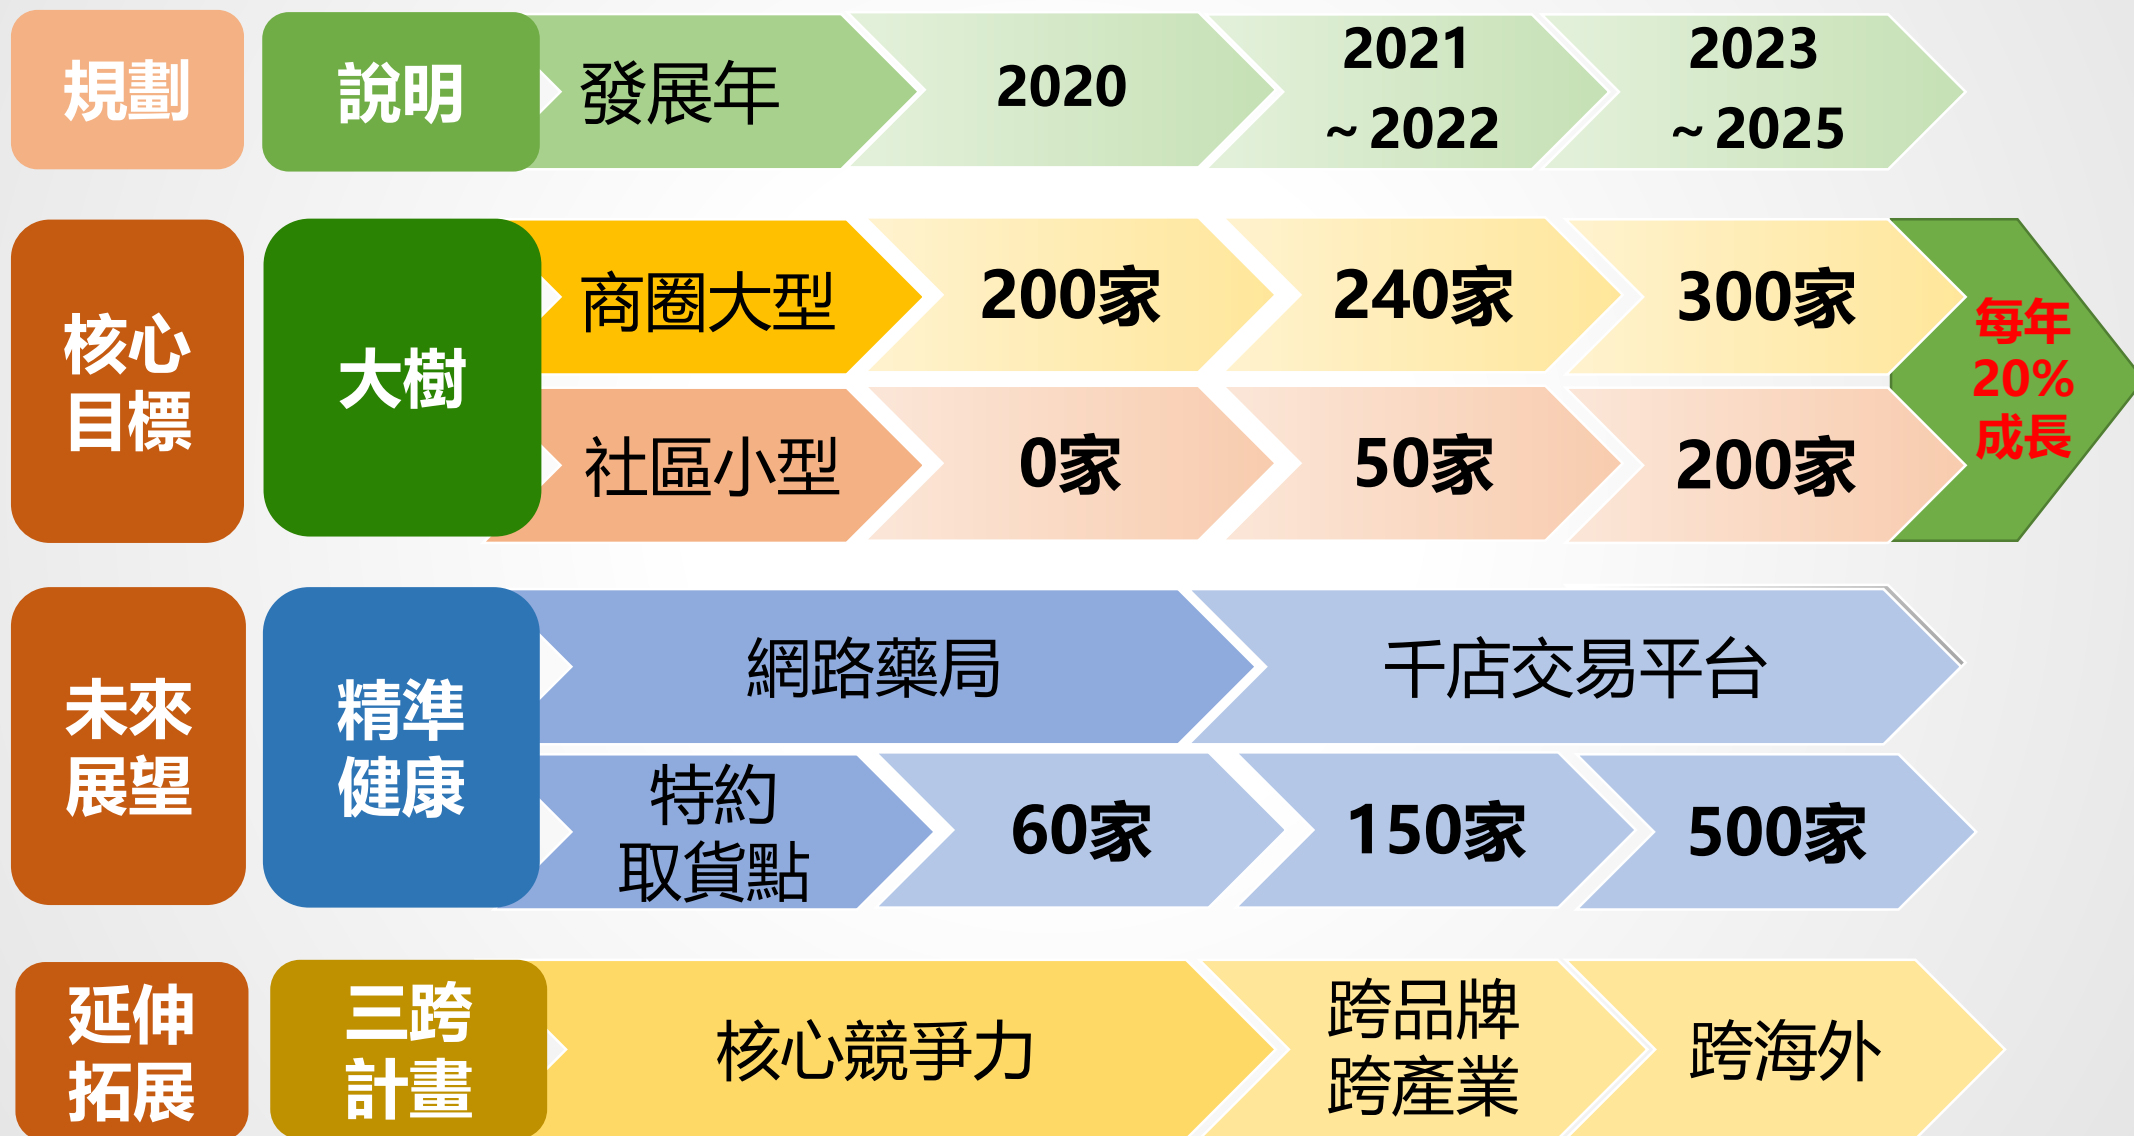 規劃
說明
發展年
2020
2021
~2022
2023
~2025
核心
目標
大樹
商圈大型
200家
240家
300家
社區小型
0家
50家
200家
每年
20%
成長
未來
展望
精準
健康
網路藥局
千店交易平台
特約
取貨點
60家
150家
500家
延伸
拓展
三跨
計畫
核心競爭力
跨品牌
跨產業
跨海外